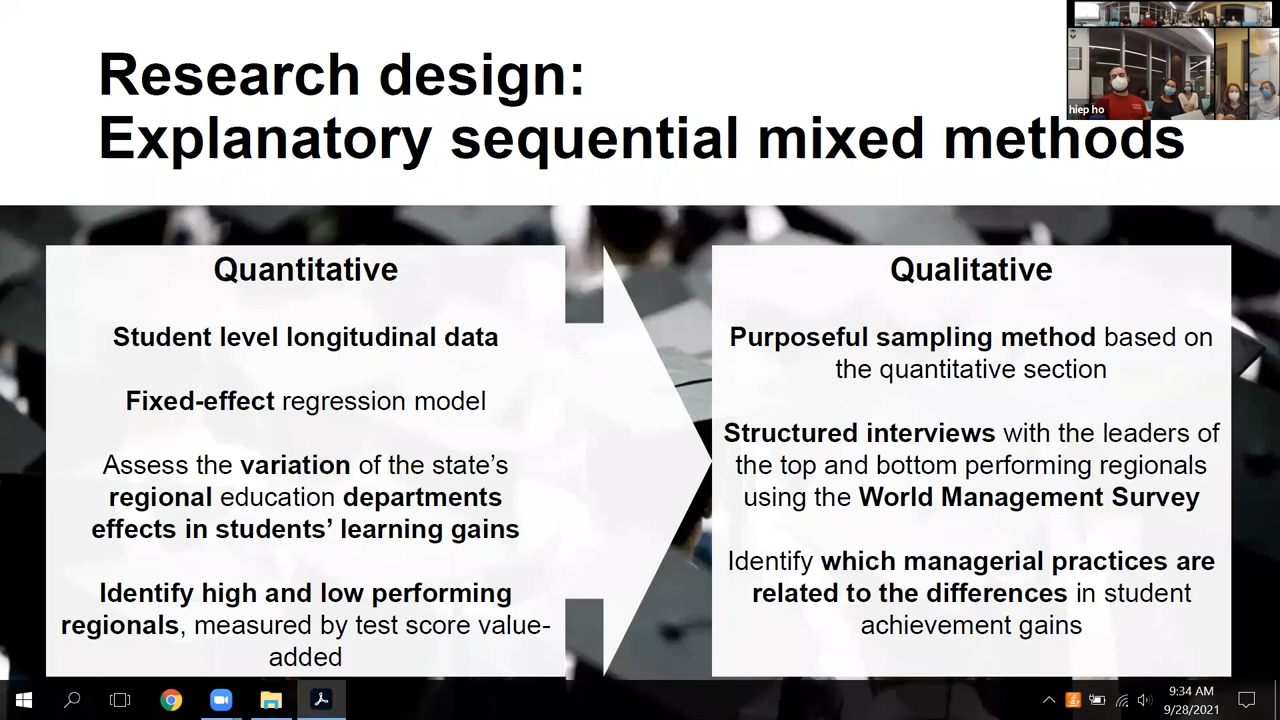 Research design:
Explanatory sequential mixed methods
hiep ho
Quantitative
Student level longitudinal data
Fixed-effect regression model
Assess the variation of the state’s
regional education departments
effects in students’ learning gains
Identify high and low performing
regionals, measured by test score value-
added
Qualitative
Purposeful sampling method based on
the quantitative section
Structured interviews with the leaders of
the top and bottom performing regionals
using the World Management Survey
Identify which managerial practices are
related to the differences in student
achievement gains
9:34 AM
9/28/2021